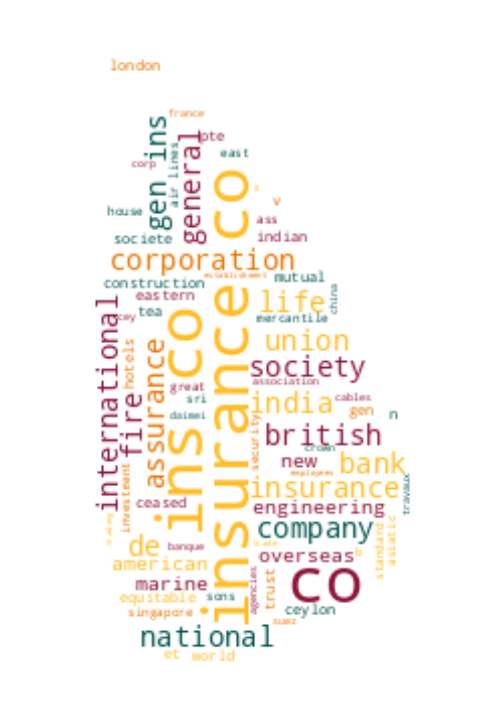 london
france
gen ins
general
pte
corp
air lines
east
insurance co
house
v
ass
societe
indian
corporation
establishment
mutual
construction
eastern
life
china
international
cey
tea
ins co
mercantile
hotels
fire
assurance
union
society
great
association
sri
india
cables
daimei
gen
n
british
security
crown
new
bank
employees
investment
insurance
travaux
ceased
engineering
company
standard
asiatic
de
banque
overseas
american
marine
agencies
trust
co
equitable
sons
singapore
ceylon
suez
national
et
world